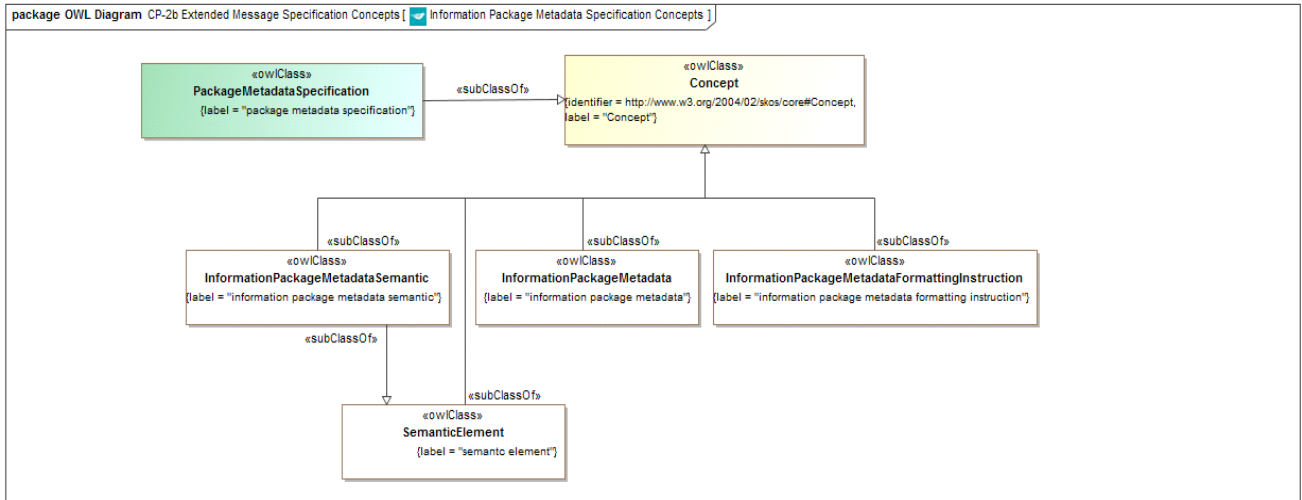 package OWL Diagram CP-2b Extended Message Specification Concepts [ Information Package Metadata Specification Concepts ]
«owlClass»
PackageMetadataSpecification
{label = "package metadata specification"}
«subClassOf»
«owlClass»
Concept
{identifier = http://www.w3.org/2004/02/skos/core#Concept,
label = "Concept"}
«subClassOf»
«subClassOf»
«subClassOf»
«owlClass»
InformationPackageMetadataSemantic
{label = "information package metadata semantic"}
«owlClass»
InformationPackageMetadata
{label = "information package metadata"}
«owlClass»
InformationPackageMetadataFormattingInstruction
{label = "information package metadata formatting instruction"}
«subClassOf»
«subClassOf»
«owlClass»
SemanticElement
{label = "semantc element"}